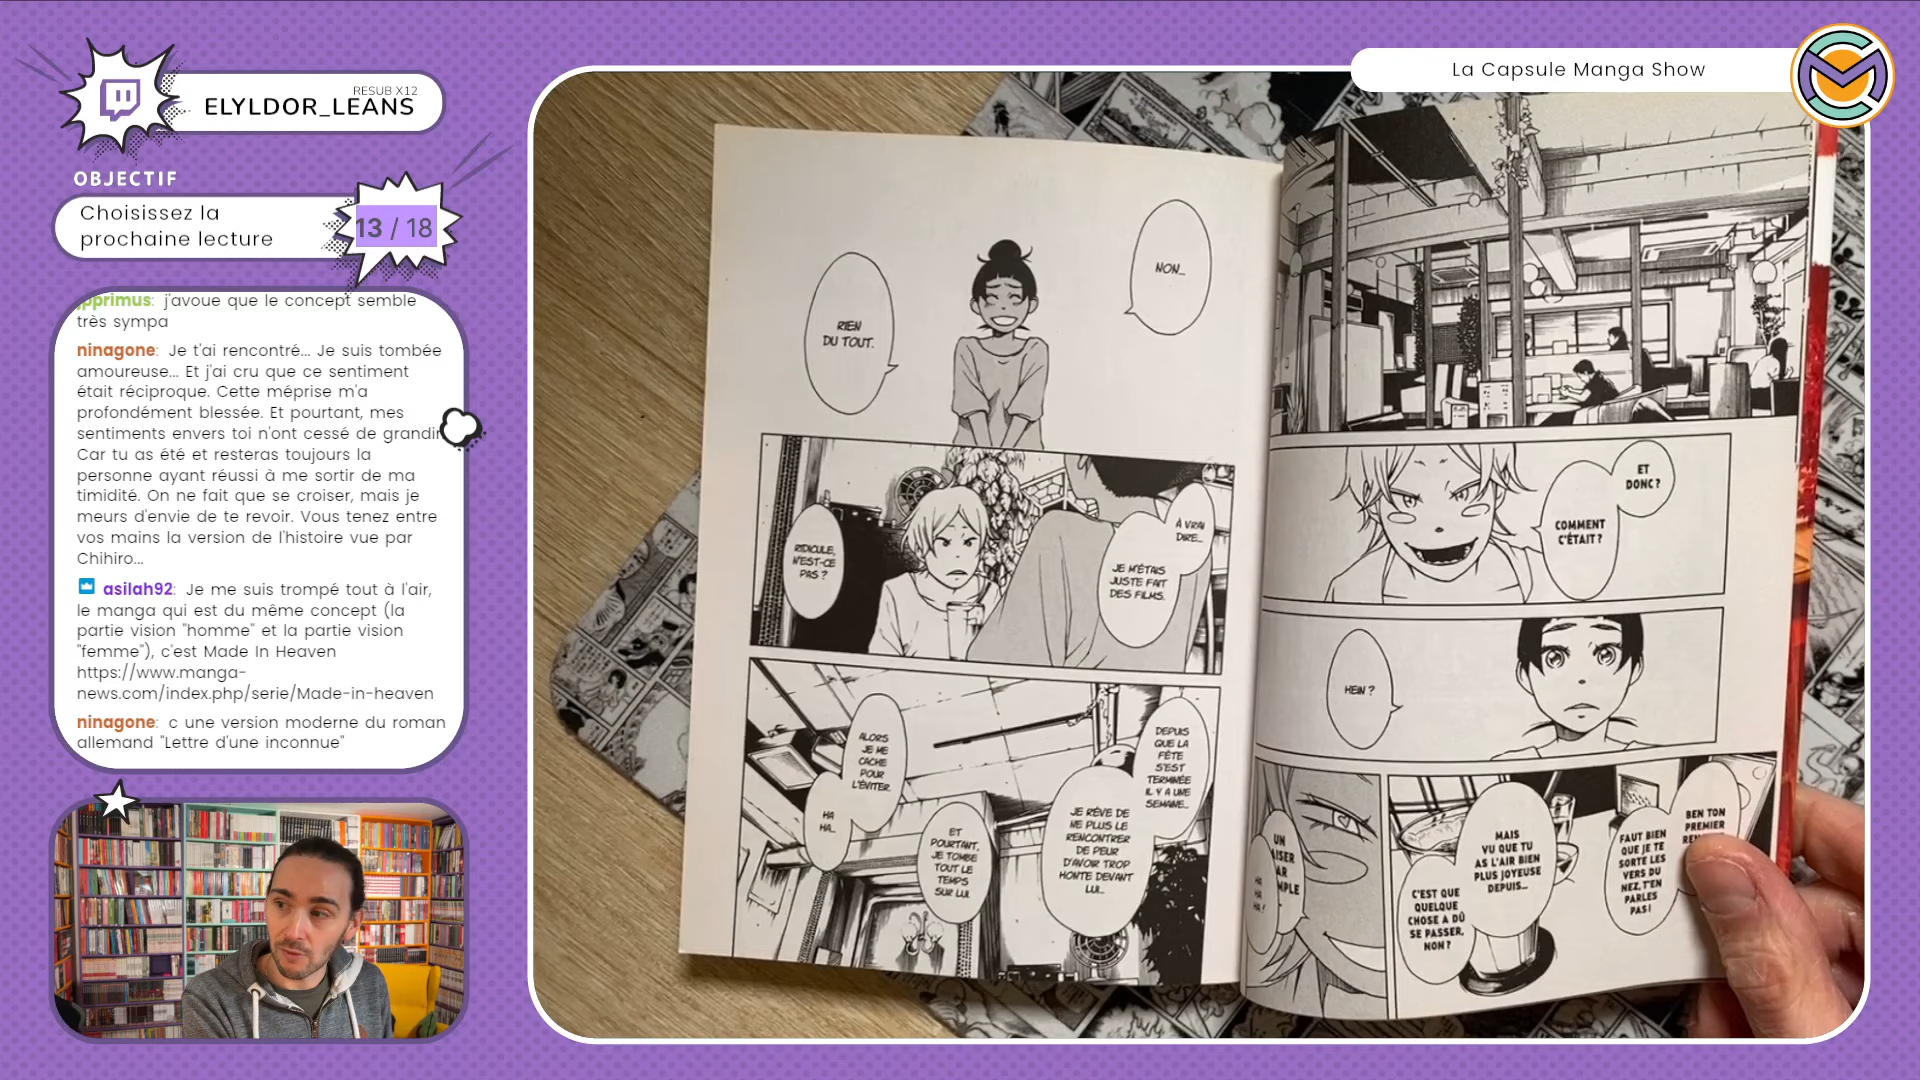 RESUB X12
ELYLDOR_LEANS
OBJECTIF
Choisissez la
prochaine lecture
13 / 18
jpprimus: j'avoue que le concept semble
très sympa
ninagone: Je t'ai rencontré... Je suis tombée
amoureuse... Et j'ai cru que ce sentiment
était réciproque. Cette méprise m'a
profondément blessée. Et pourtant, mes
sentiments envers toi n'ont cessé de grandir
Car tu as été et resteras toujours la
personne ayant réussi à me sortir de ma
timidité. On ne fait que se croiser, mais je
meurs d'envie de te revoir. Vous tenez entre
vos mains la version de l'histoire vue par
Chihiro...
asilah92: Je me suis trompé tout à l'air,
le manga qui est du même concept (la
partie vision "homme" et la partie vision
"femme"), c'est Made In Heaven
https://www.manga-
news.com/index.php/serie/Made-in-heaven
ninagone: c une version moderne du roman
allemand "Lettre d'une inconnue"
La Capsule Manga Show
NON...
RIEN
DU TOUT.
À VRAI
DIRE...
JE M'ÉTAIS
JUSTE FAIT
DES FILMS.
RIDICULE,
N'EST-CE
PAS ?
DEPUIS
QUE LA
FÊTE
S'EST
TERMINÉE
IL Y A UNE
SEMAINE...
JE RÊVE DE
NE PLUS LE
RENCONTRER
DE PEUR
D'AVOIR TROP
HONTE DEVANT
LUI...
ET
POURTANT,
JE TOMBE
TOUT LE
TEMPS
SUR LUI.
ALORS
JE ME
CACHE
POUR
L'ÉVITER.
HA
HA...
ET
DONC ?
COMMENT
C'ÉTAIT ?
HEIN ?
BEN TON
PREMIER
FAUT BIEN
QUE JE TE
SORTE LES
VERS DU
NEZ, T'EN
PARLES
PAS !
MAIS
VU QUE TU
AS L'AIR BIEN
PLUS JOYEUSE
DEPUIS...
C'EST QUE
QUELQUE
CHOSE A DÛ
SE PASSER,
NON ?
UN
HA
HA
HA !